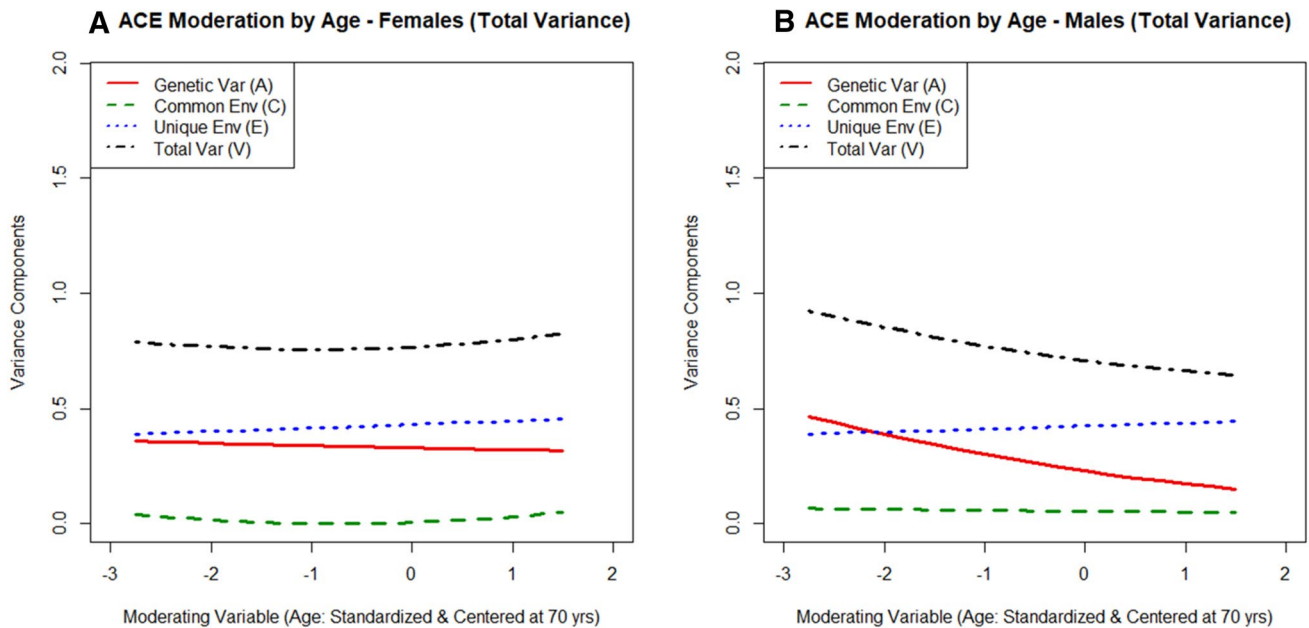 A ACE Moderation by Age - Females (Total Variance)
Genetic Var (A)
Common Env (C)
Unique Env (E)
Total Var (V)
Variance Components
2.0
1.5
1.0
0.5
0.0
-3 -2 -1 0 1 2
Moderating Variable (Age: Standardized & Centered at 70 yrs)
B ACE Moderation by Age - Males (Total Variance)
Genetic Var (A)
Common Env (C)
Unique Env (E)
Total Var (V)
Variance Components
2.0
1.5
1.0
0.5
0.0
-3 -2 -1 0 1 2
Moderating Variable (Age: Standardized & Centered at 70 yrs)